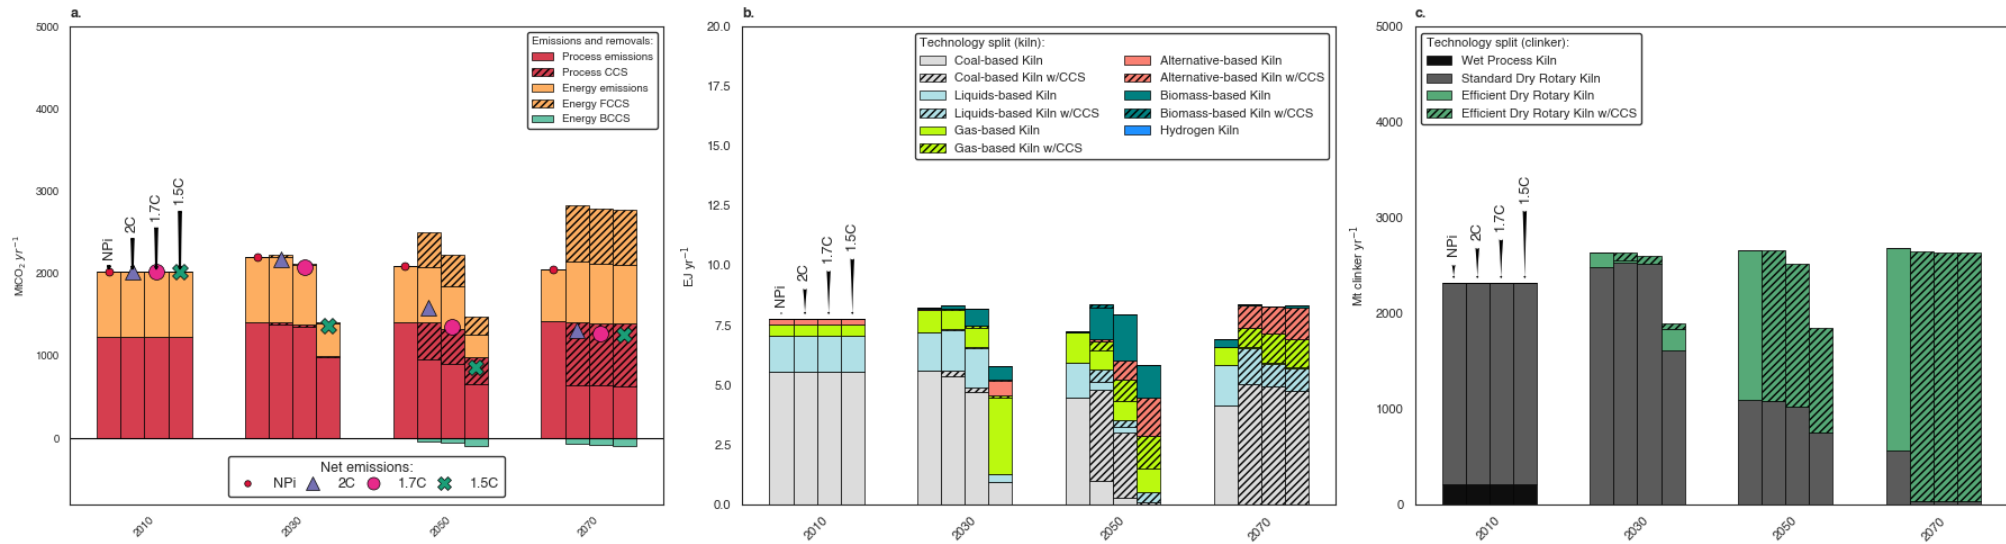 a.
5000
4000
3000
2000
1000
0
MtCO2 yr−1
Emissions and removals:
Process emissions
Process CCS
Energy emissions
Energy FCCS
Energy BCCS
NPi
2C
1.7C
1.5C
Net emissions:
NPi 2C 1.7C 1.5C
2010 2030 2050 2070
b.
20.0
17.5
15.0
12.5
10.0
7.5
5.0
2.5
0.0
EJ yr−1
Technology split (kiln):
Coal-based Kiln
Coal-based Kiln w/CCS
Liquids-based Kiln
Liquids-based Kiln w/CCS
Gas-based Kiln
Gas-based Kiln w/CCS
Alternative-based Kiln
Alternative-based Kiln w/CCS
Biomass-based Kiln
Biomass-based Kiln w/CCS
Hydrogen Kiln
NPi
2C
1.7C
1.5C
2010 2030 2050 2070
c.
5000
4000
3000
2000
1000
0
Mt clinker yr−1
Technology split (clinker):
Wet Process Kiln
Standard Dry Rotary Kiln
Efficient Dry Rotary Kiln
Efficient Dry Rotary Kiln w/CCS
NPi
2C
1.7C
1.5C
2010 2030 2050 2070